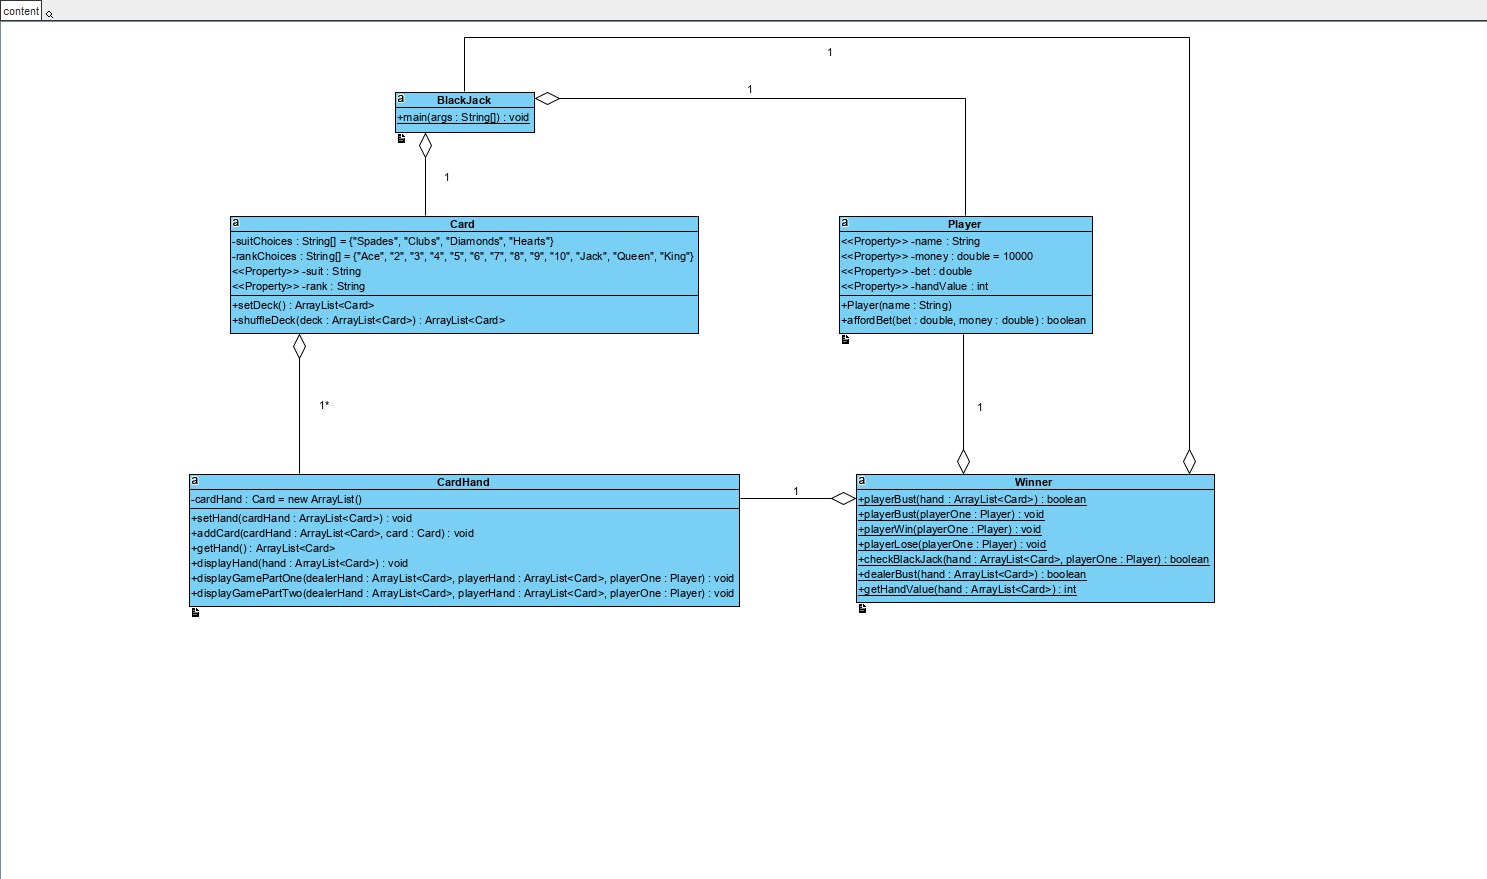 content
1
1
a BlackJack
+main(args : String[]) : void
1
a Card
-suitChoices : String[] = {"Spades", "Clubs", "Diamonds", "Hearts"}
-rankChoices : String[] = {"Ace", "2", "3", "4", "5", "6", "7", "8", "9", "10", "Jack", "Queen", "King"}
<<Property>> -suit : String
<<Property>> -rank : String
+setDeck() : ArrayList<Card>
+shuffleDeck(deck : ArrayList<Card>) : ArrayList<Card>
a Player
<<Property>> -name : String
<<Property>> -money : double = 10000
<<Property>> -bet : double
<<Property>> -handValue : int
+Player(name : String)
+affordBet(bet : double, money : double) : boolean
1*
1
a CardHand
-cardHand : Card = new ArrayList()
+setHand(cardHand : ArrayList<Card>) : void
+addCard(cardHand : ArrayList<Card>, card : Card) : void
+getHand() : ArrayList<Card>
+displayHand(hand : ArrayList<Card>) : void
+displayGamePartOne(dealerHand : ArrayList<Card>, playerHand : ArrayList<Card>, playerOne : Player) : void
+displayGamePartTwo(dealerHand : ArrayList<Card>, playerHand : ArrayList<Card>, playerOne : Player) : void
1
a Winner
+playerBust(hand : ArrayList<Card>) : boolean
+playerBust(playerOne : Player) : void
+playerWin(playerOne : Player) : void
+playerLose(playerOne : Player) : void
+checkBlackJack(hand : ArrayList<Card>, playerOne : Player) : boolean
+dealerBust(hand : ArrayList<Card>) : boolean
+getHandValue(hand : ArrayList<Card>) : int